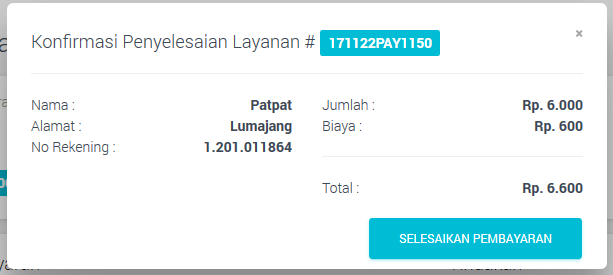 Konfirmasi Penyelesaian Layanan # 171122PAY1150 ×
Nama : Patpat
Alamat : Lumajang
No Rekening : 1.201.011864
Jumlah : Rp. 6.000
Biaya : Rp. 600
Total : Rp. 6.600
SELESAIKAN PEMBAYARAN